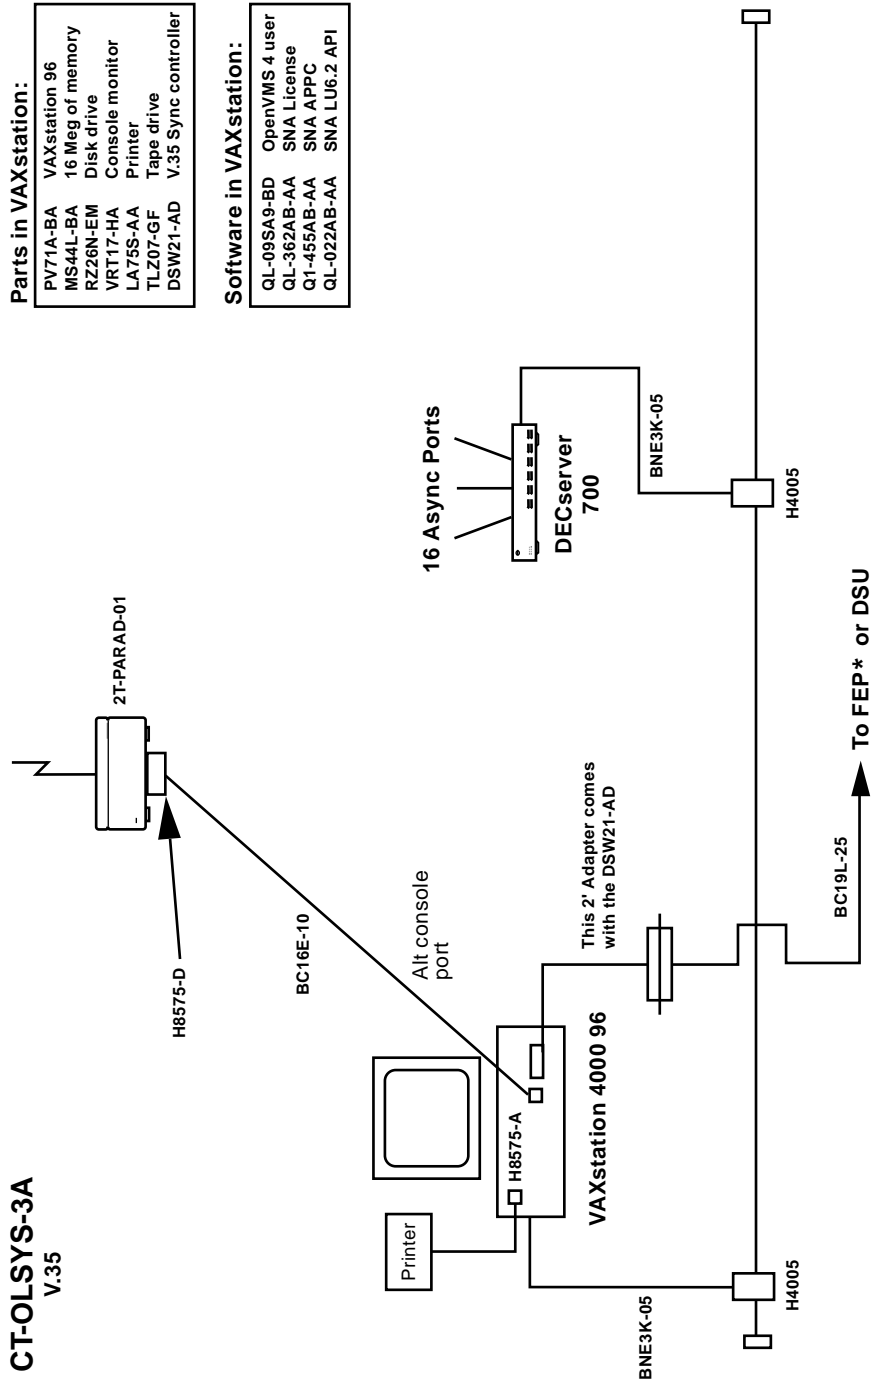 CT-OLSYS-3A
V.35
Parts in VAXstation:
PV71A-BA VAXstation 96
MS44L-BA 16 Meg of memory
RZ26N-EM Disk drive
VRT17-HA Console monitor
LA75S-AA Printer
TLZ07-GF Tape drive
DSW21-AD V.35 Sync controller
Software in VAXstation:
QL-09SA9-BD OpenVMS 4 user
QL-362AB-AA SNA License
Q1-455AB-AA SNA APPC
QL-022AB-AA SNA LU6.2 API
2T-PARAD-01
H8575-D
BC16E-10
Alt console
port
Printer
H8575-A
VAXstation 4000 96
This 2' Adapter comes
with the DSW21-AD
16 Async Ports
DECserver
700
BNE3K-05
BNE3K-05
H4005
H4005
BC19L-25
To FEP* or DSU